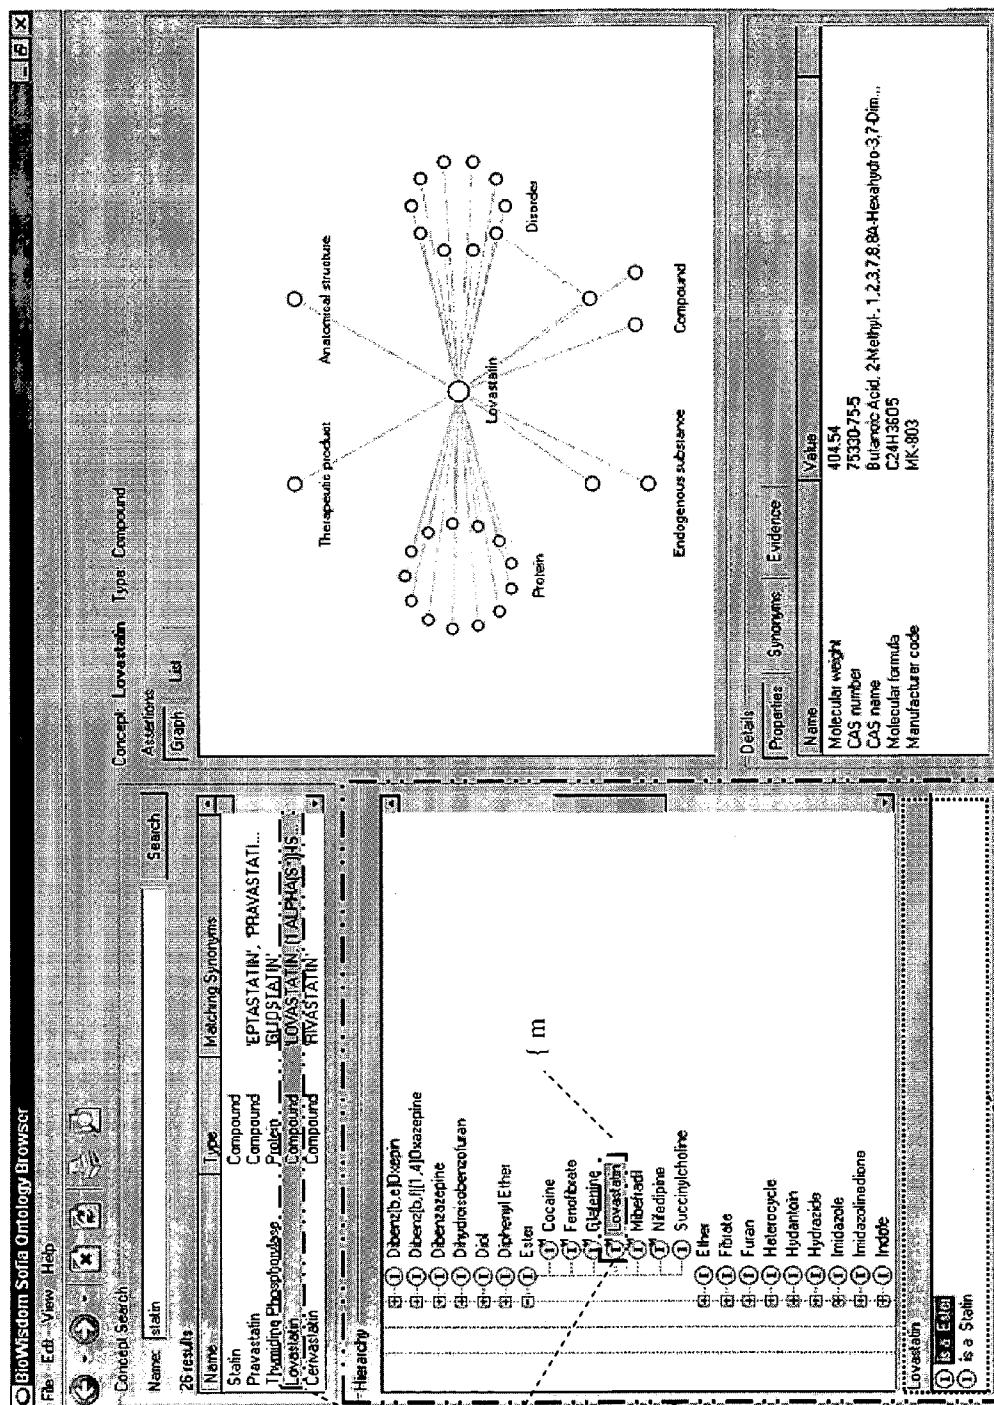 BioWisdom Sofia Ontology Browser
File Edit View Help
Concept Search
Name: statin
Search
26 results
Name Type Matching Synonyms
Statin Compound
Pravastatin Compound 'EPTASTATIN', 'PRAVASTATI...
Thymidine Phosphorylase Protein 'GLIOSTATIN'
Lovastatin Compound 'LOVASTATIN, (1 ALPHA(S*))-IS...
Cerivastatin Compound 'RIVASTATIN'
Hierarchy
Dibenz[b,e]Oxepin
Dibenz[b,f][1,4]Oxazepine
Dibenzazepine
Dihydroisobenzofuran
Diol
Diphenyl Ether
Ester
Cocaine
Fenofibrate
Lovastatin
Mibefradil
Nifedipine
Succinylcholine
Ether
Fibrate
Furan
Heterocycle
Hydantoin
Hydrazide
Imidazole
Imidazolinedione
Indole
{ m
Lovastatin
is a Ester
is a Statin
Concept: Lovastatin Type: Compound
Assertions
Graph List
Therapeutic product
Anatomical structure
Protein
Lovastatin
Disorder
Endogenous substance
Compound
Details
Properties Synonyms Evidence
Name Value
Molecular weight 404.54
CAS number 75330-75-5
CAS name Butanoic Acid, 2-Methyl-, 1,2,3,7,8,8A-Hexahydro-3,7-Dim...
Molecular formula C24H36O5
Manufacturer code MK-803